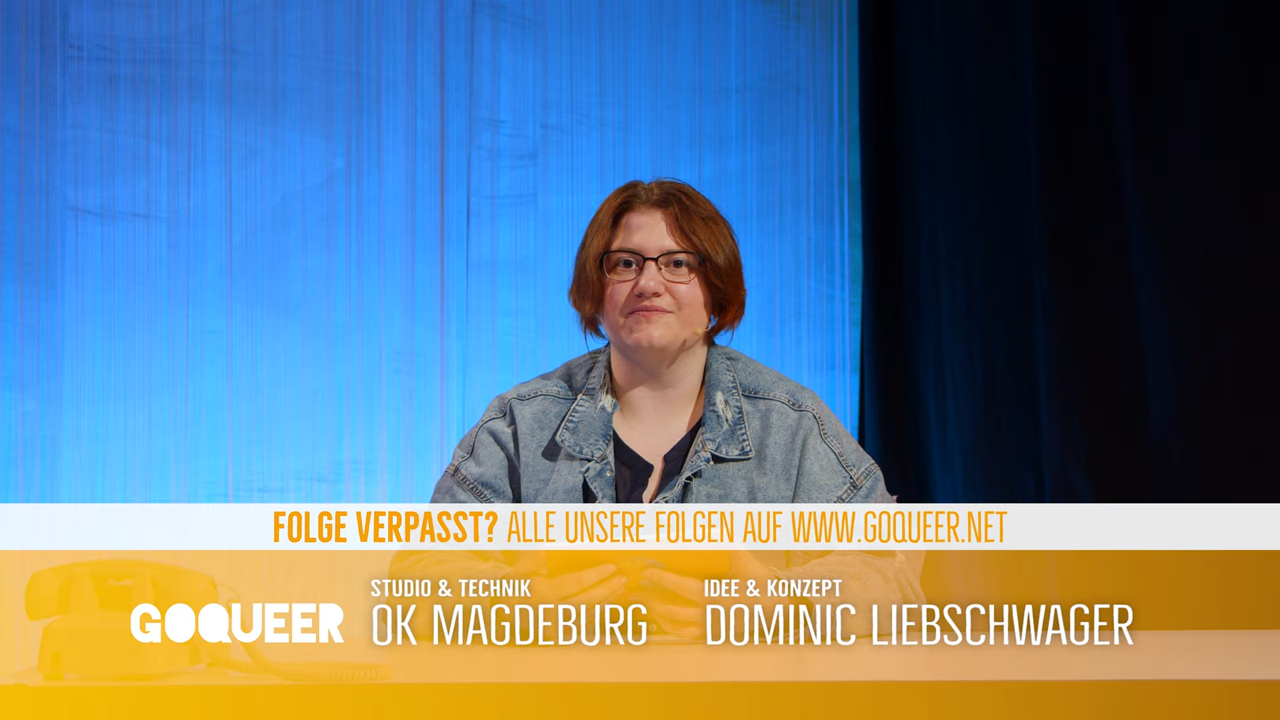 FOLGE VERPASST? ALLE UNSERE FOLGEN AUF WWW.GOQUEER.NET
GOQUEER
STUDIO & TECHNIK
OK MAGDEBURG
IDEE & KONZEPT
DOMINIC LIEBSCHWAGER